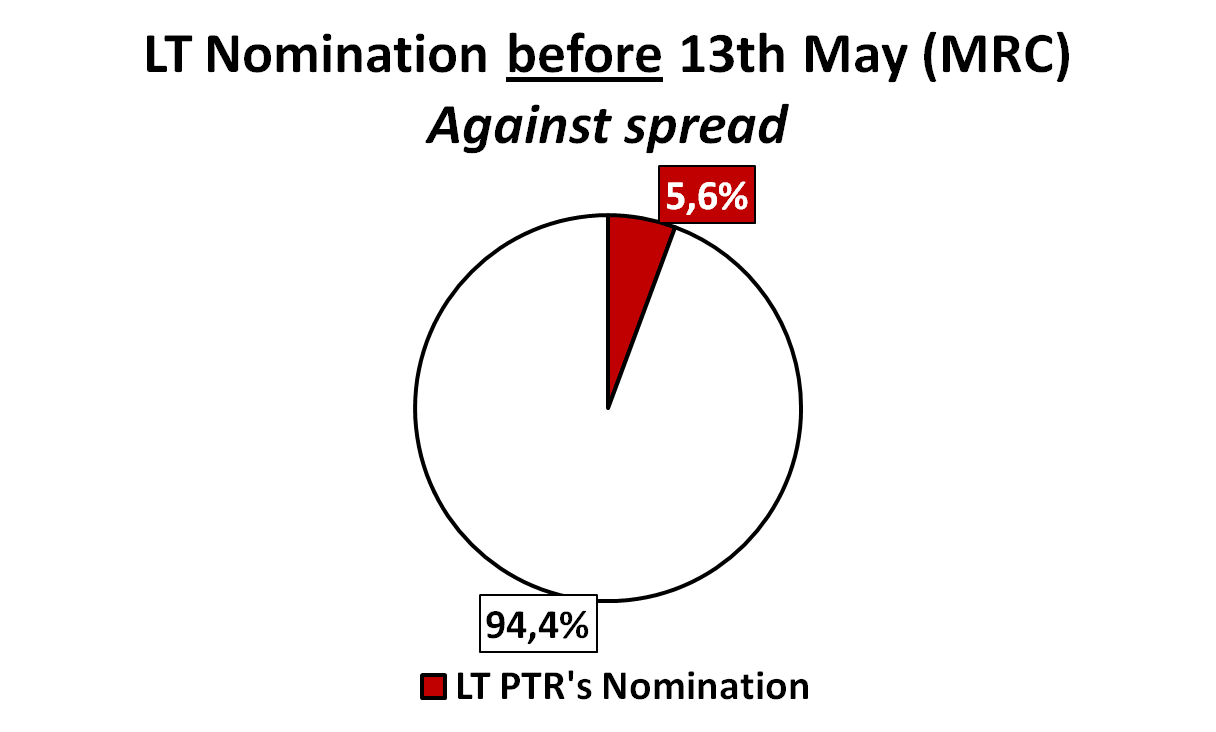 LT Nomination before 13th May (MRC)
Against spread
5,6%
94,4%
LT PTR's Nomination